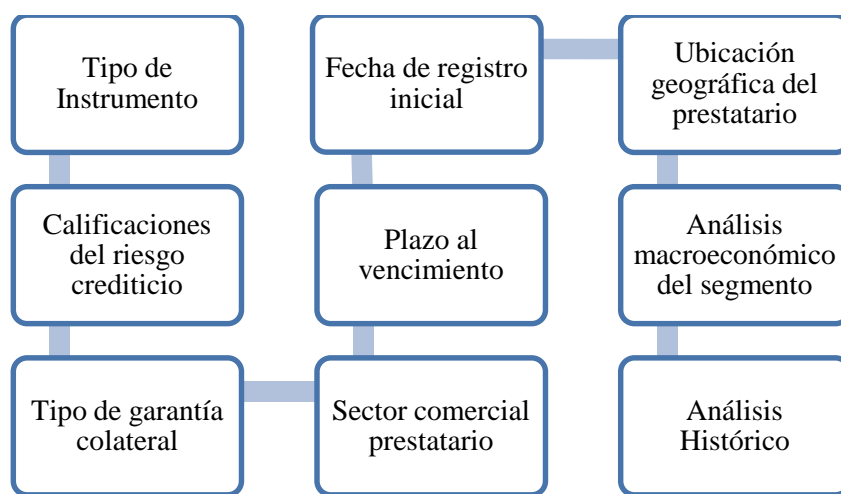 Tipo de
Instrumento
Calificaciones
del riesgo
crediticio
Tipo de garantía
colateral
Sector comercial
prestatario
Plazo al
vencimiento
Fecha de registro
inicial
Ubicación
geográfica del
prestatario
Análisis
macroeconómico
del segmento
Análisis
Histórico